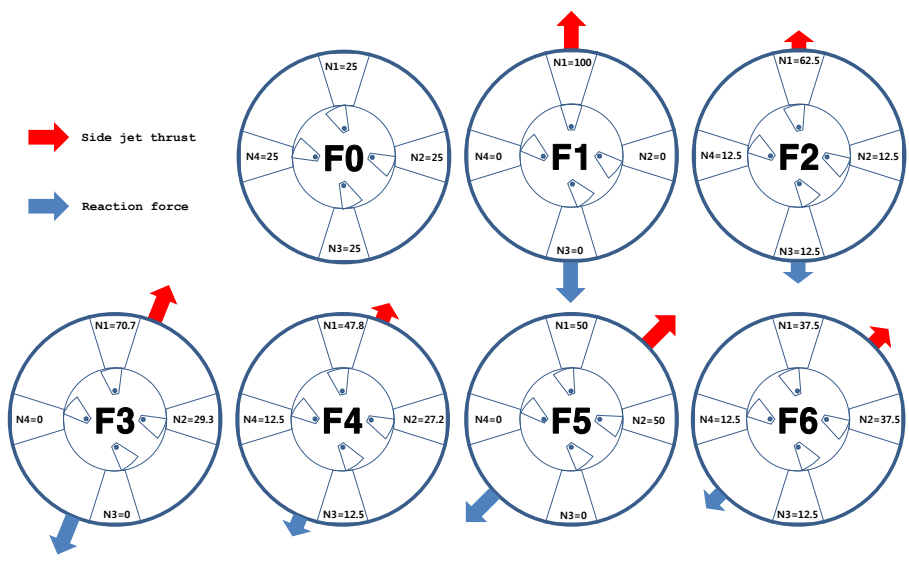 Side jet thrust
Reaction force
N1=25
N4=25
F0
N2=25
N3=25
N1=100
N4=0
F1
N2=0
N3=0
N1=62.5
N4=12.5
F2
N2=12.5
N3=12.5
N1=70.7
N4=0
F3
N2=29.3
N3=0
N1=47.8
N4=12.5
F4
N2=27.2
N3=12.5
N1=50
N4=0
F5
N2=50
N3=0
N1=37.5
N4=12.5
F6
N2=37.5
N3=12.5